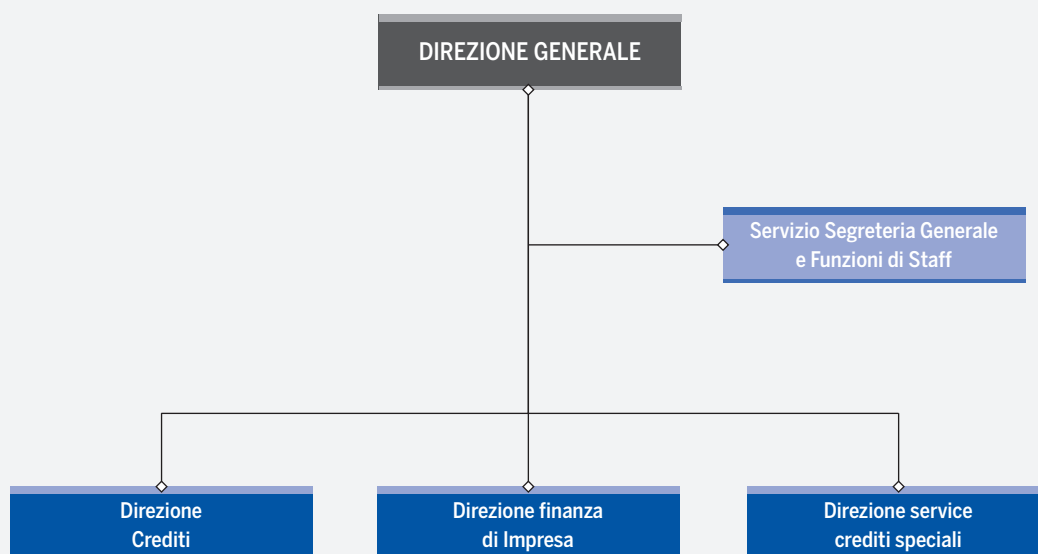 DIREZIONE GENERALE
Servizio Segreteria Generale
e Funzioni di Staff
Direzione
Crediti
Direzione finanza
di Impresa
Direzione service
crediti speciali